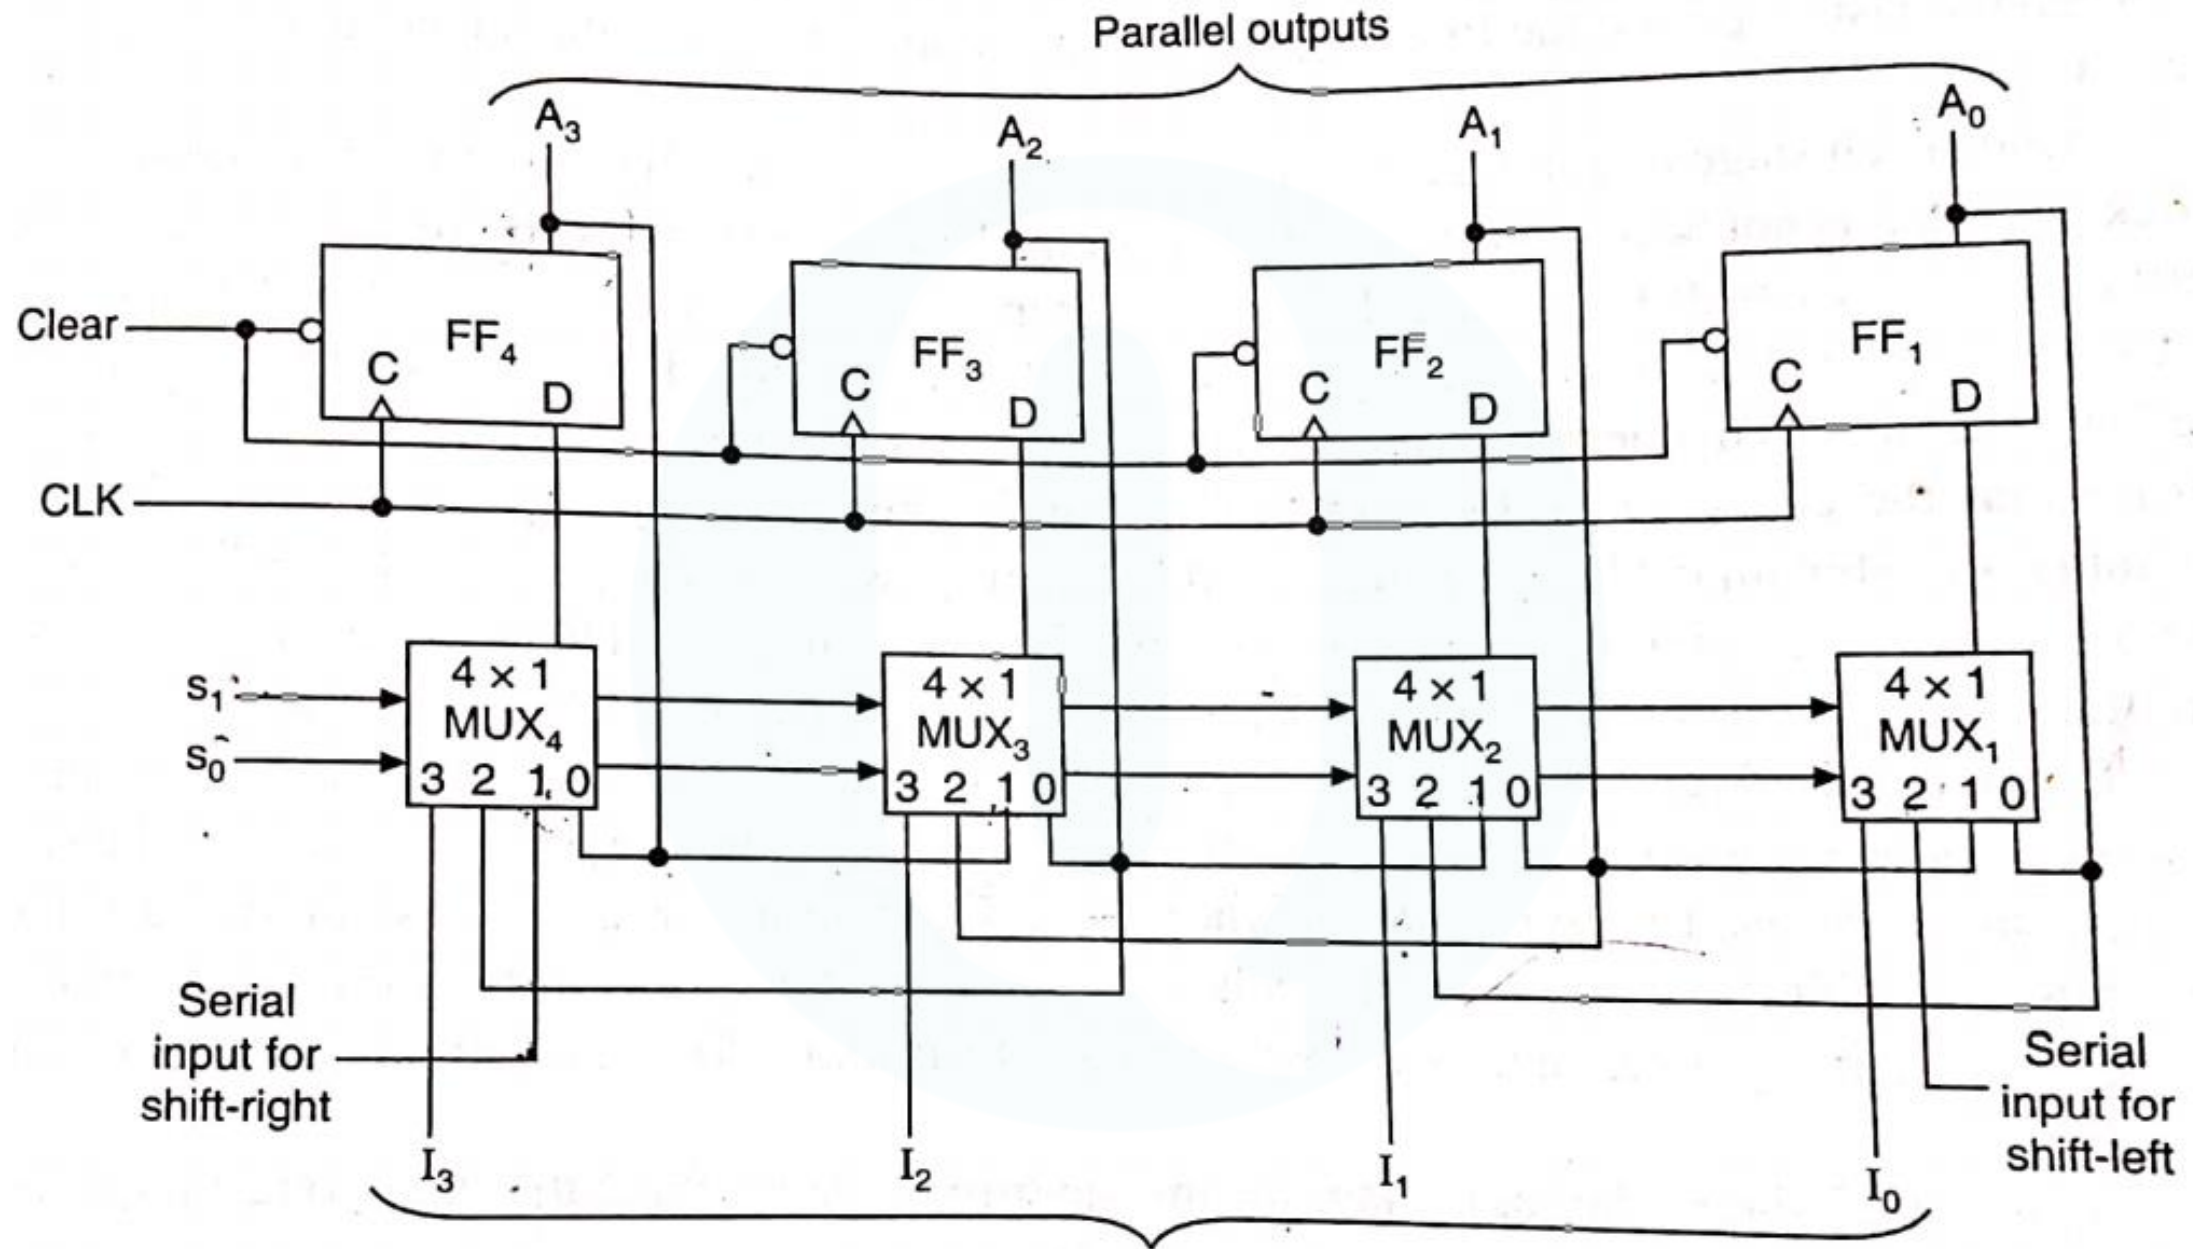 Parallel outputs
A₃ A₂ A₁ A₀
Clear
FF₄ FF₃ FF₂ FF₁
C D C D C D C D
CLK
4 × 1 4 × 1 4 × 1 4 × 1
S₁
MUX₄ MUX₃ MUX₂ MUX₁
S₀
3 2 1 0 3 2 1 0 3 2 1 0 3 2 1 0
Serial
input for
shift-right
Serial
input for
shift-left
I₃ I₂ I₁ I₀